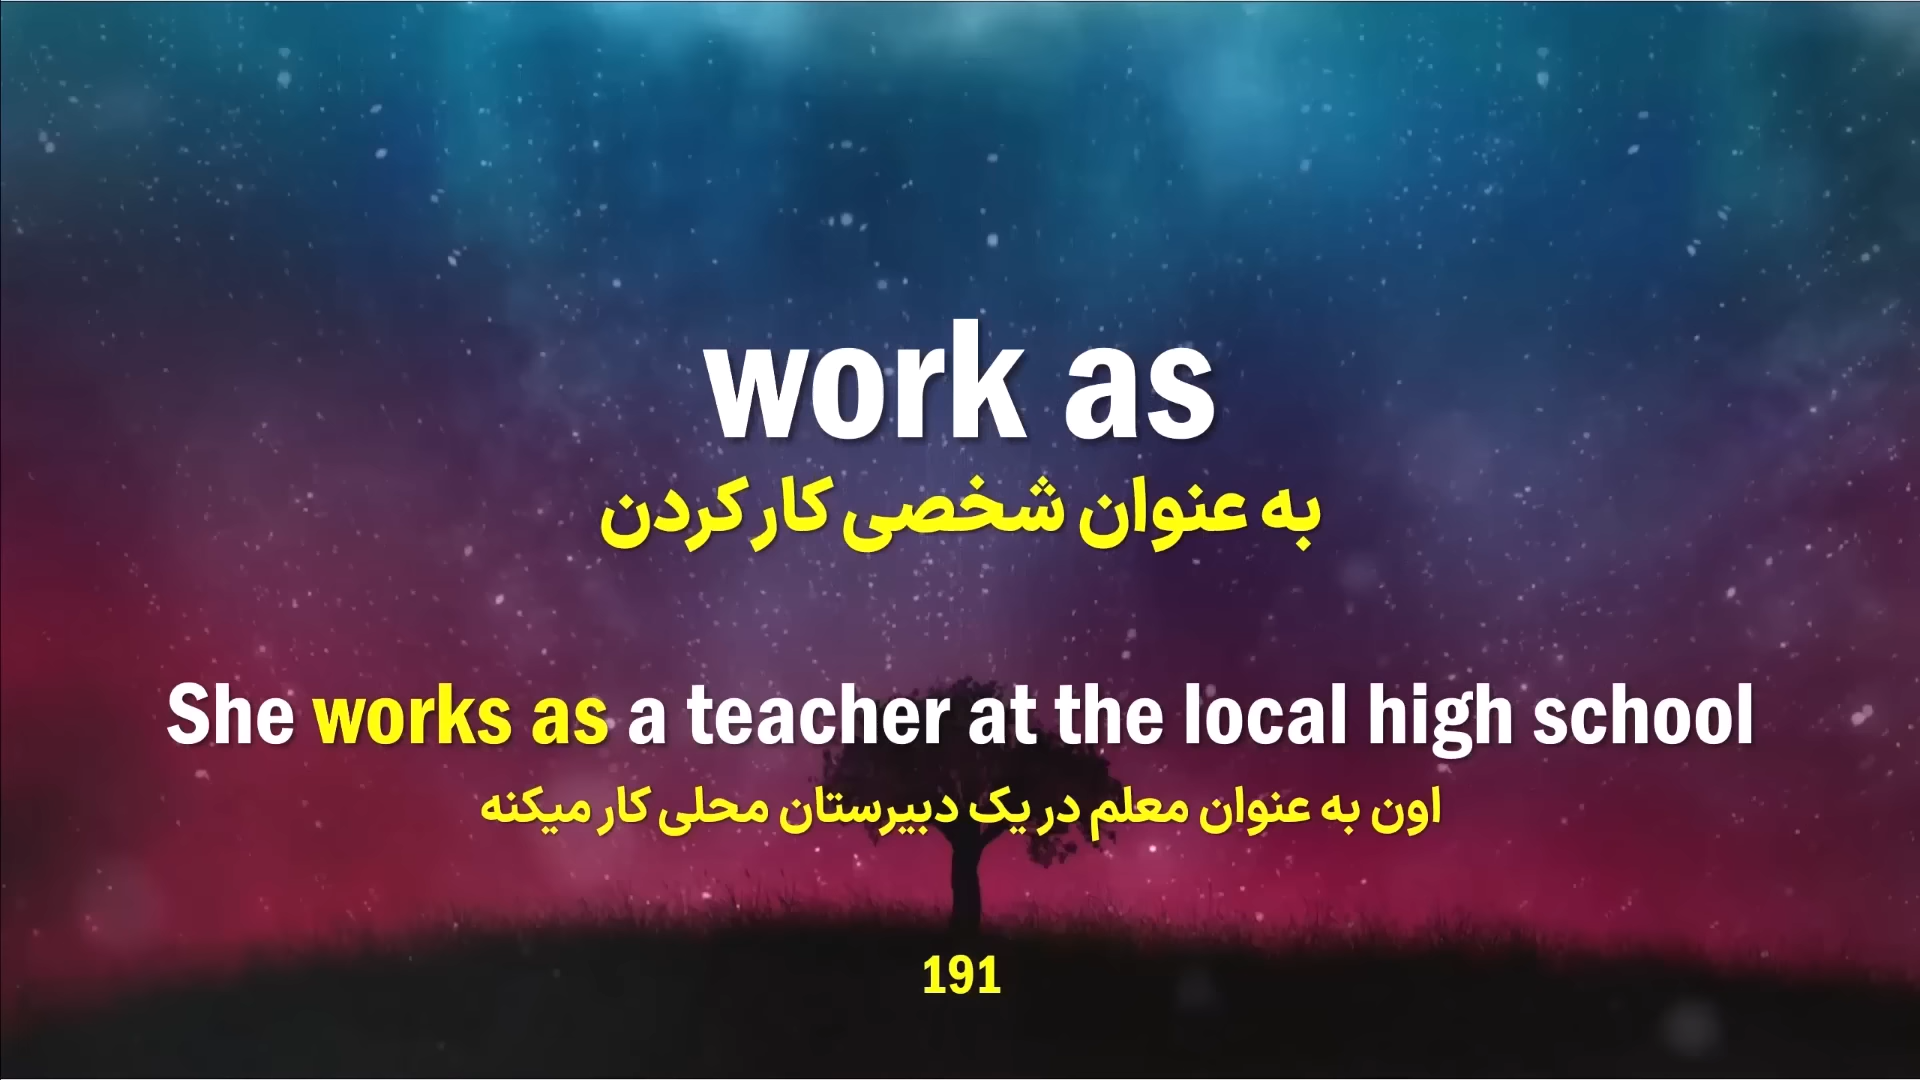 work as
به عنوان شخصی کار کردن
She works as a teacher at the local high school
اون به عنوان معلم در یک دبیرستان محلی کار میکنه
191